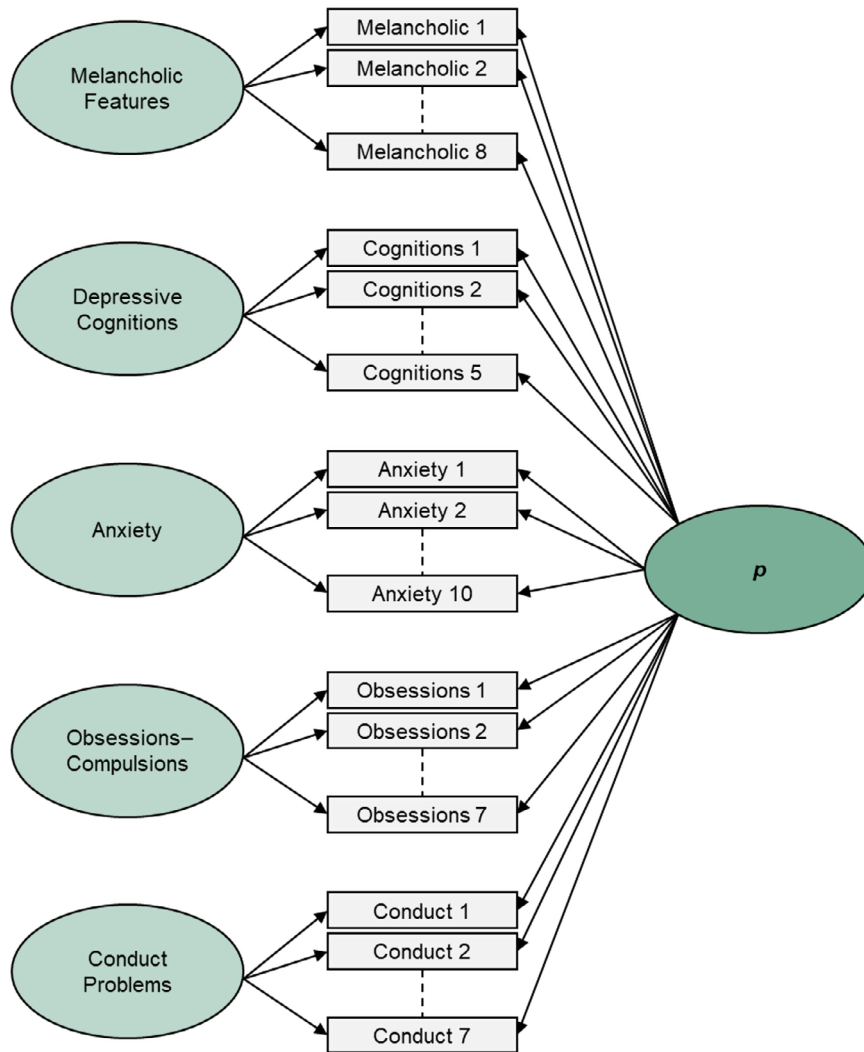 Melancholic
Features
Melancholic 1
Melancholic 2
Melancholic 8
Depressive
Cognitions
Cognitions 1
Cognitions 2
Cognitions 5
Anxiety
Anxiety 1
Anxiety 2
Anxiety 10
p
Obsessions–
Compulsions
Obsessions 1
Obsessions 2
Obsessions 7
Conduct
Problems
Conduct 1
Conduct 2
Conduct 7